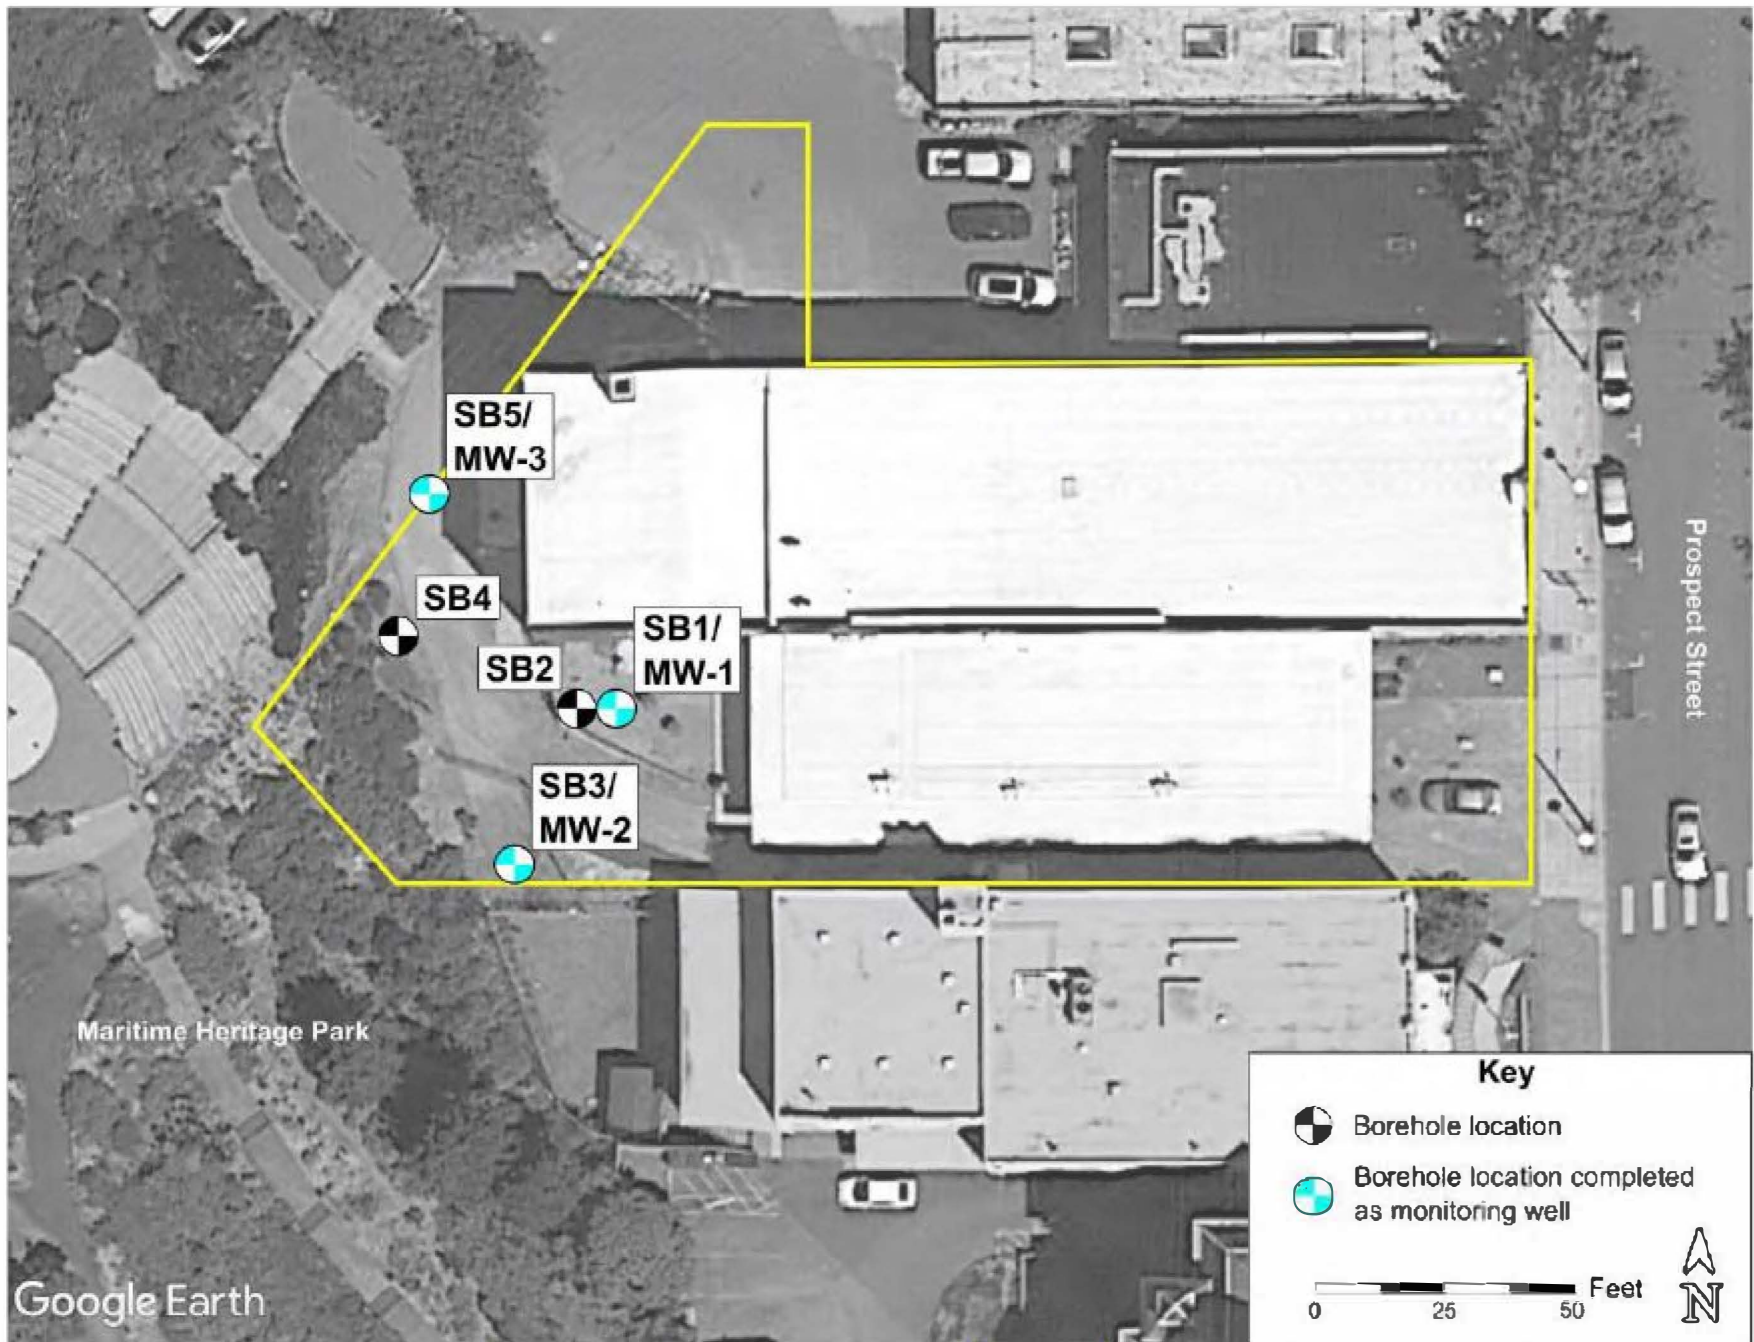 SB5/
MW-3
SB4
SB1/
MW-1
SB2
SB3/
MW-2
Prospect Street
Maritime Heritage Park
Key
Borehole location
Borehole location completed
as monitoring well
Feet
0 25 50
N
Google Earth